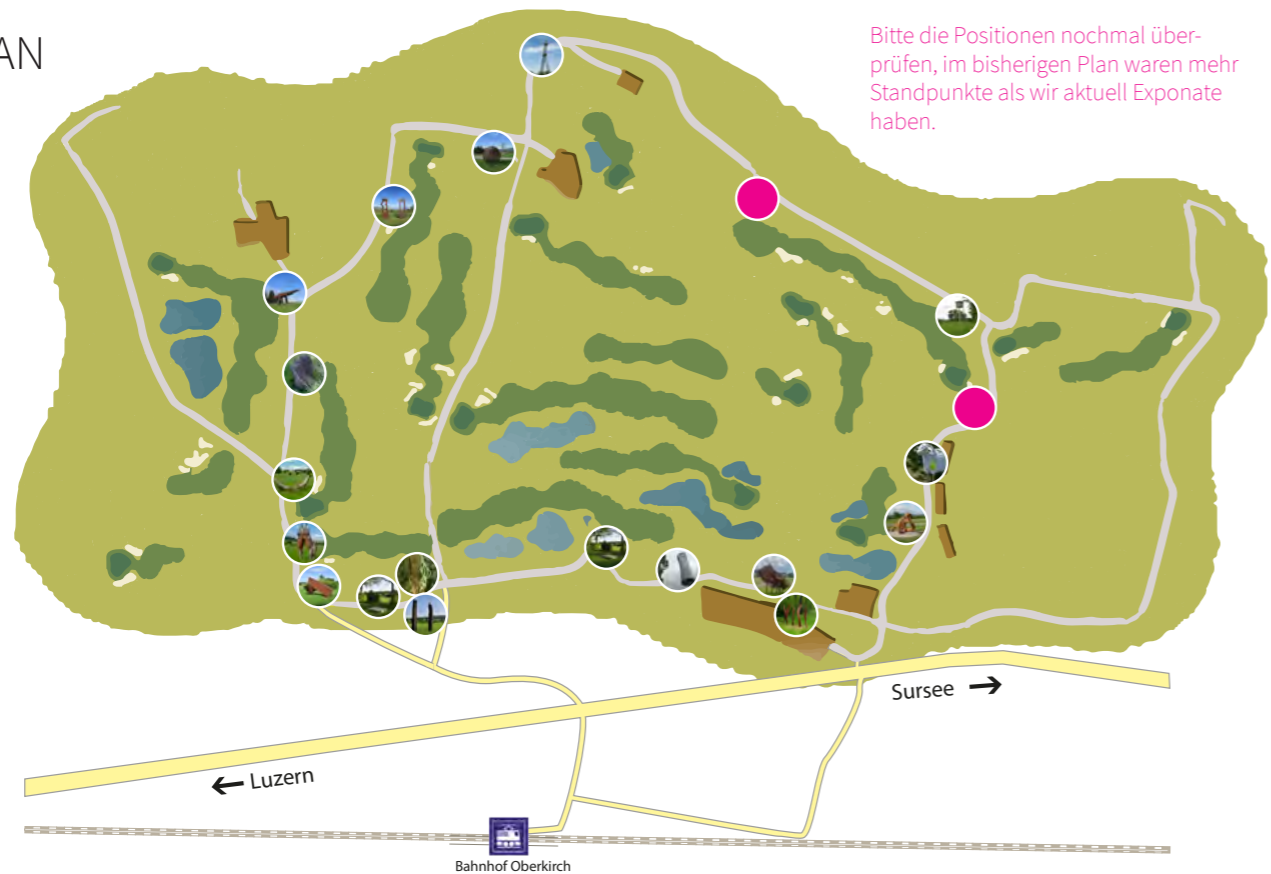 AN
Bitte die Positionen nochmal über-
prüfen, im bisherigen Plan waren mehr
Standpunkte als wir aktuell Exponate
haben.
Sursee →
← Luzern
Bahnhof Oberkirch